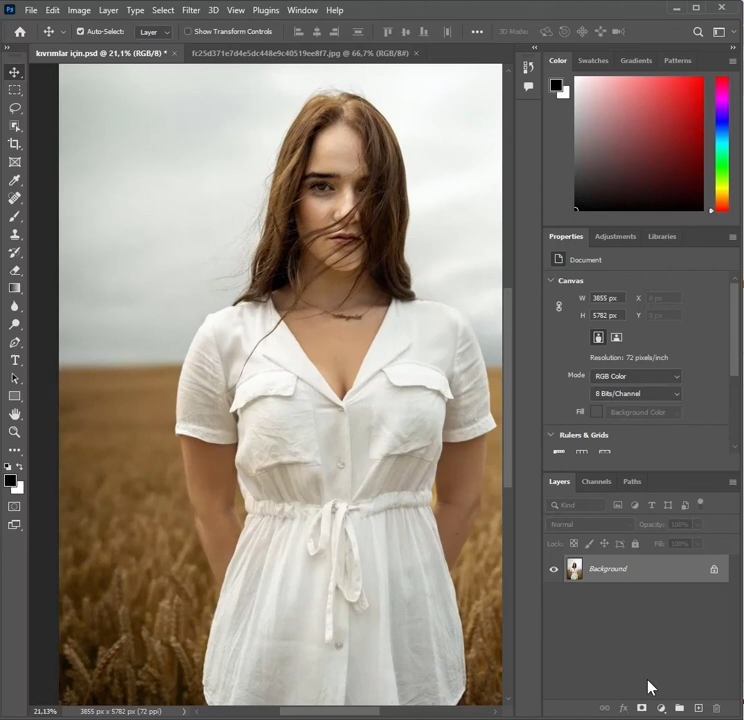 Ps File Edit Image Layer Type Select Filter 3D View Plugins Window Help
Auto-Select: Layer Show Transform Controls ••• 3D Mode:
kıvrımlar için.psd @ 21,1% (RGB/8) * × fc25d371e7d4e5dc448e9c40519ee8f7.jpg @ 66,7% (RGB/8#) ×
Color Swatches Gradients Patterns
Properties Adjustments Libraries
Document
Canvas
W 3855 px X 0 px
H 5782 px Y 0 px
Resolution: 72 pixels/inch
Mode RGB Color
8 Bits/Channel
Fill Background Color
Rulers & Grids
Layers Channels Paths
Kind
Normal Opacity: 100%
Lock: Fill: 100%
Background
21,13% 3855 px x 5782 px (72 ppi)